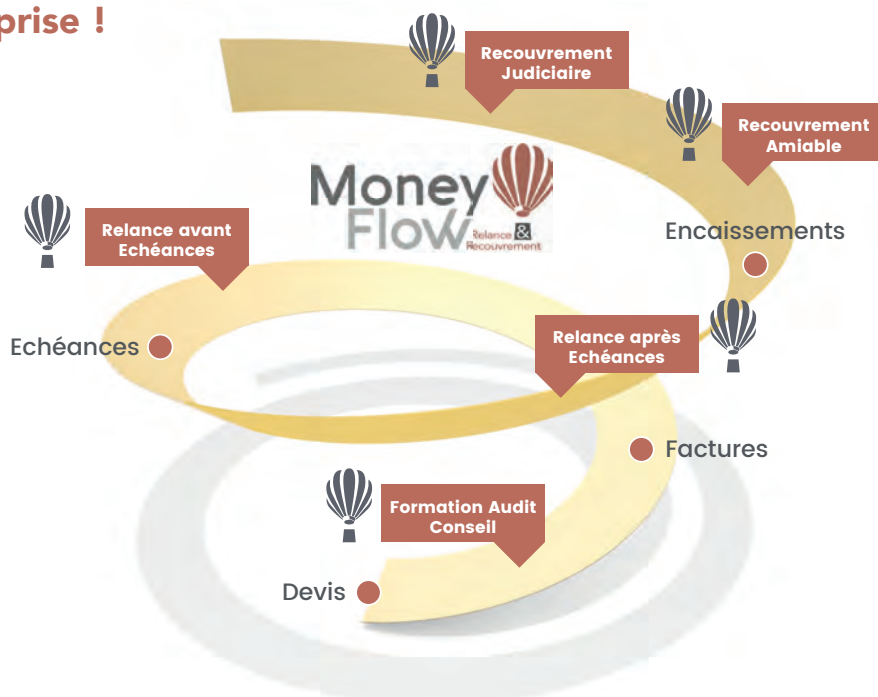 prise !
Recouvrement
Judiciaire
Recouvrement
Amiable
Money
Flow
Relance &
Recouvrement
Relance avant
Echéances
Encaissements
Echéances
Relance après
Echéances
Factures
Formation Audit
Conseil
Devis